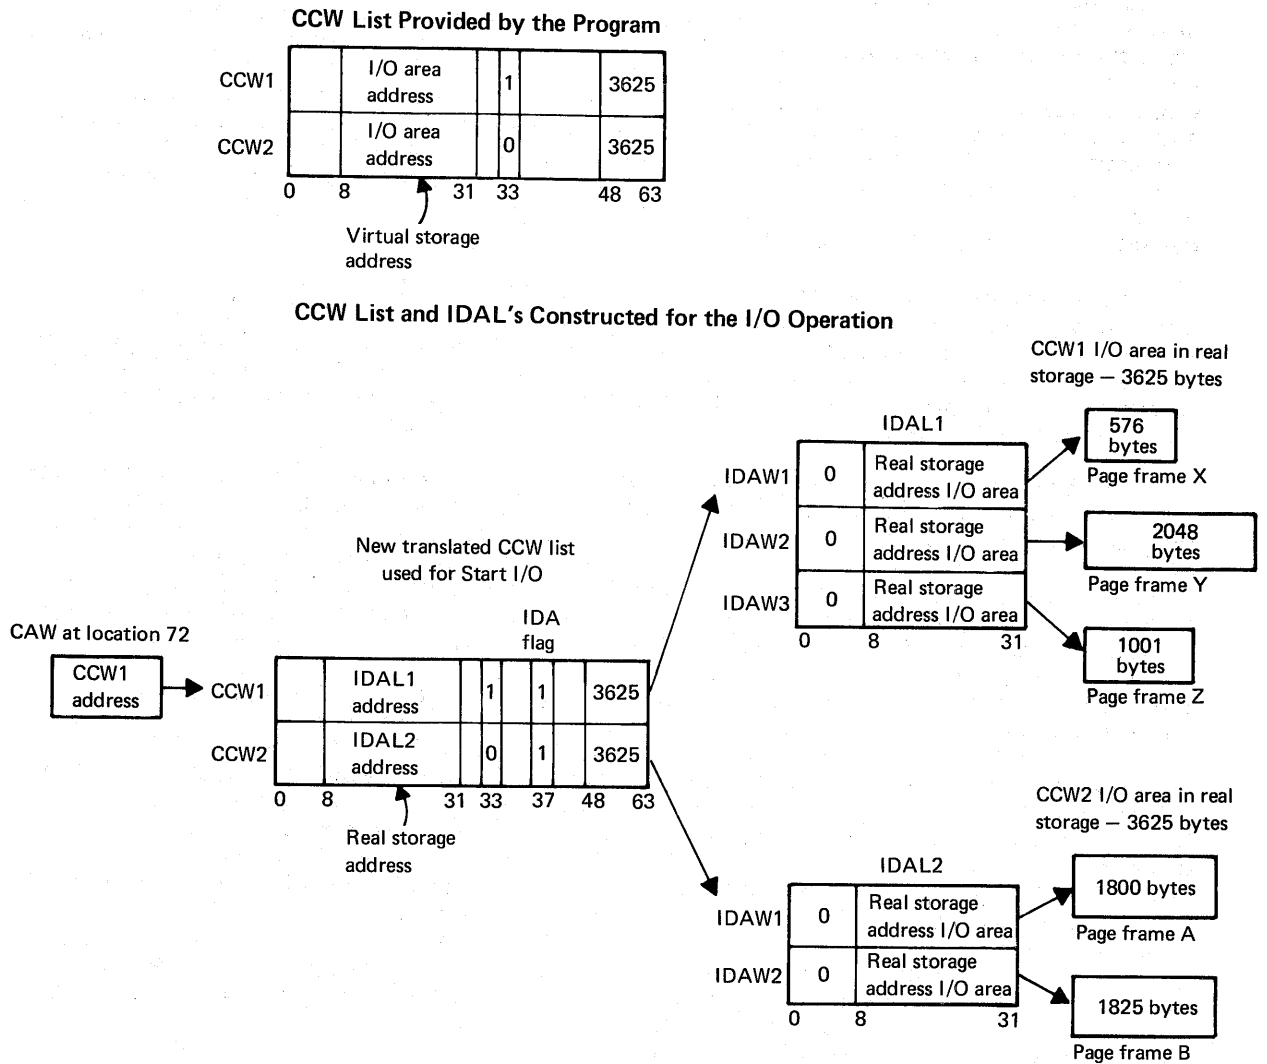 CCW List Provided by the Program
CCW1
I/O area
address
1
3625
CCW2
I/O area
address
0
3625
0 8 31 33 48 63
Virtual storage
address
CCW List and IDAL's Constructed for the I/O Operation
CCW1 I/O area in real
storage — 3625 bytes
IDAL1
IDAW1
0
Real storage
address I/O area
576
bytes
Page frame X
IDAW2
0
Real storage
address I/O area
2048
bytes
Page frame Y
IDAW3
0
Real storage
address I/O area
1001
bytes
Page frame Z
0 8 31
New translated CCW list
used for Start I/O
IDA
flag
CAW at location 72
CCW1
address
CCW1
IDAL1
address
1
1
3625
CCW2
IDAL2
address
0
1
3625
0 8 31 33 37 48 63
Real storage
address
CCW2 I/O area in real
storage — 3625 bytes
IDAL2
IDAW1
0
Real storage
address I/O area
1800 bytes
Page frame A
IDAW2
0
Real storage
address I/O area
1825 bytes
Page frame B
0 8 31